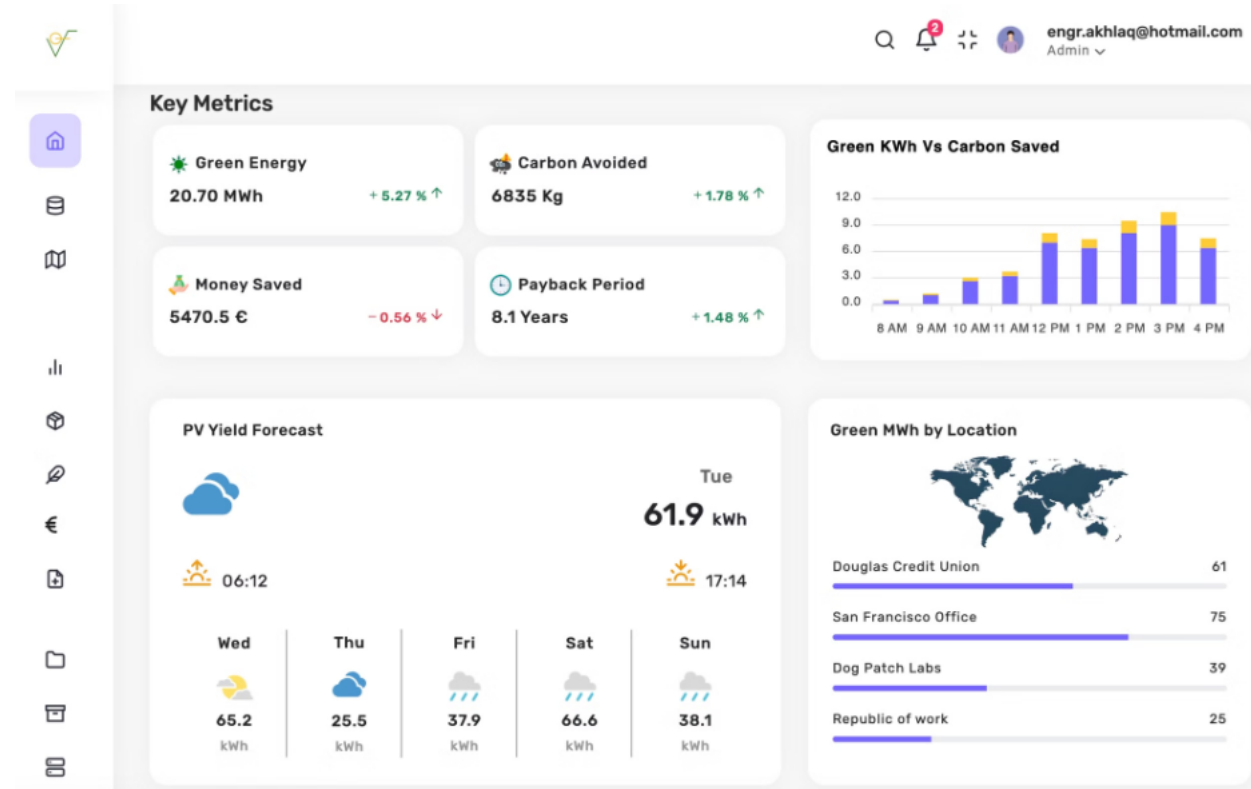 2
engr.akhlaq@hotmail.com
Admin
Key Metrics
Green Energy
20.70 MWh
+ 5.27 % ↑
CO₂
Carbon Avoided
6835 Kg
+ 1.78 % ↑
Money Saved
5470.5 €
− 0.56 % ↓
Payback Period
8.1 Years
+ 1.48 % ↑
Green KWh Vs Carbon Saved
12.0
9.0
6.0
3.0
0.0
8 AM 9 AM 10 AM 11 AM 12 PM 1 PM 2 PM 3 PM 4 PM
€
PV Yield Forecast
Tue
61.9 kWh
06:12
17:14
Wed Thu Fri Sat Sun
65.2 25.5 37.9 66.6 38.1
kWh kWh kWh kWh kWh
Green MWh by Location
Douglas Credit Union 61
San Francisco Office 75
Dog Patch Labs 39
Republic of work 25